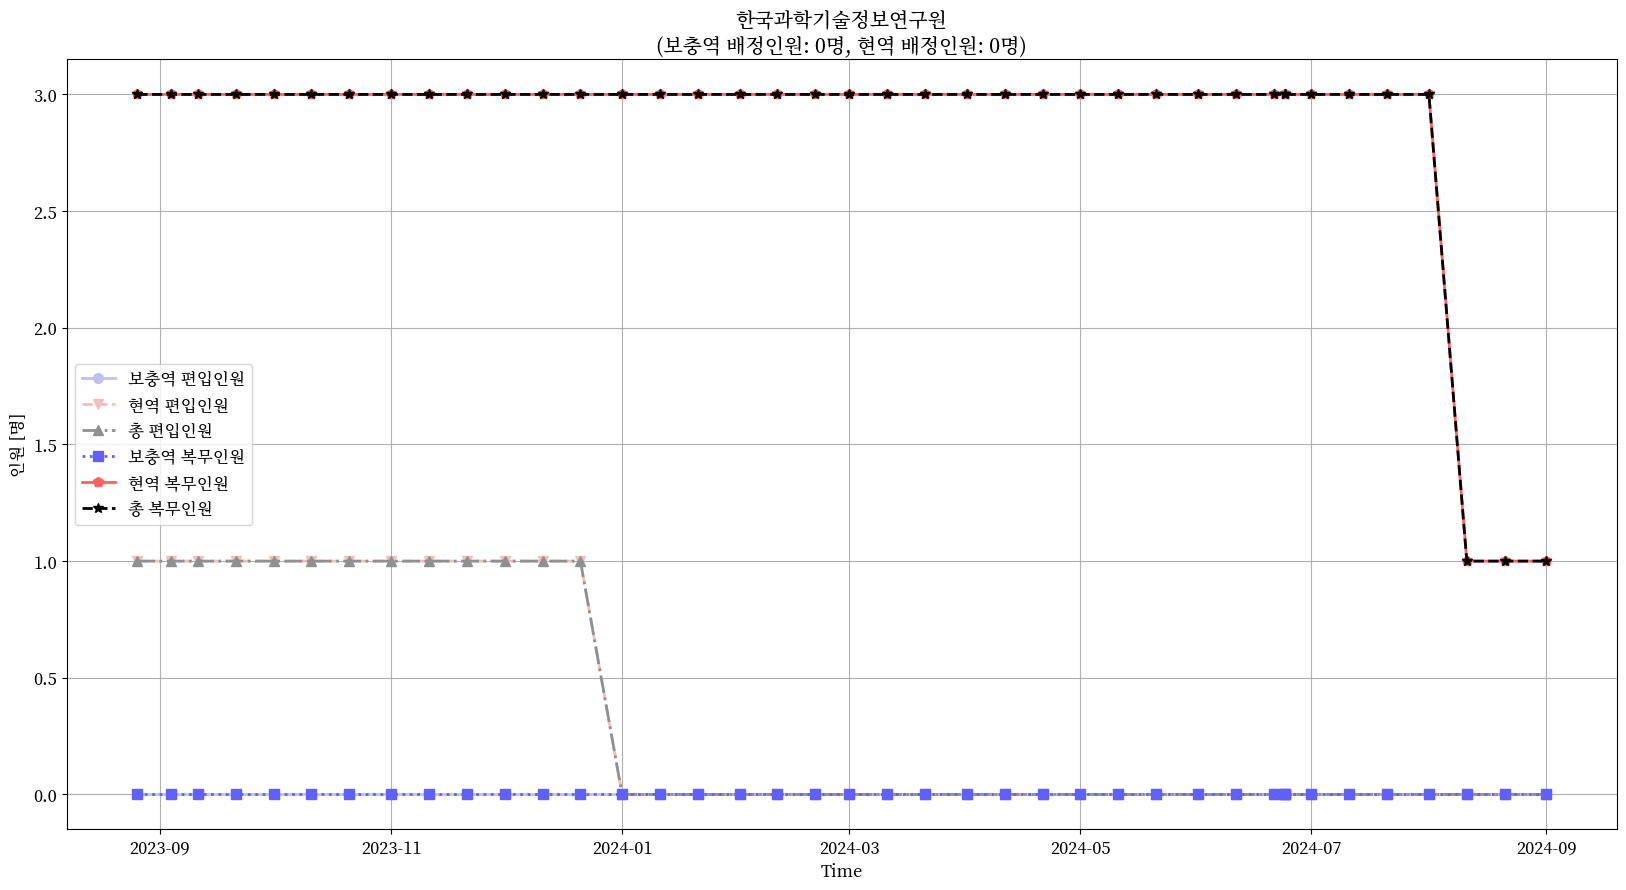 한국과학기술정보연구원
(보충역 배정인원: 0명, 현역 배정인원: 0명)
3.0
2.5
2.0
1.5
1.0
0.5
0.0
인원 [명]
보충역 편입인원
현역 편입인원
총 편입인원
보충역 복무인원
현역 복무인원
총 복무인원
2023-09
2023-11
2024-01
2024-03
2024-05
2024-07
2024-09
Time